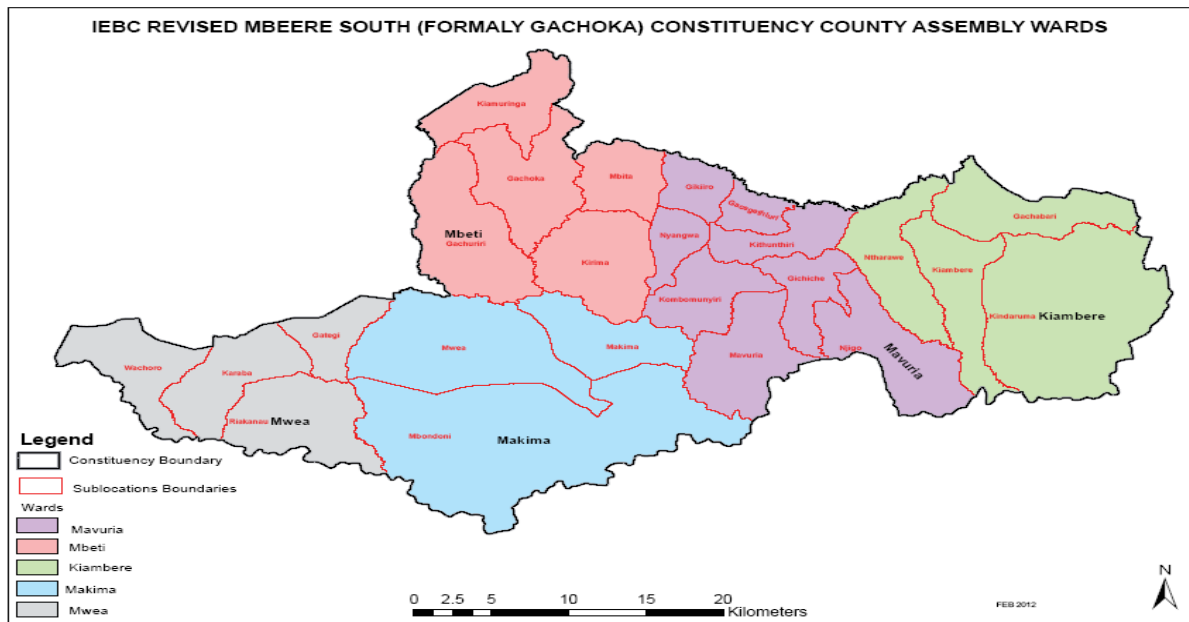 IEBC REVISED MBEERE SOUTH (FORMALY GACHOKA) CONSTITUENCY COUNTY ASSEMBLY WARDS
Kiamuringa
Gachoka
Mbita
Gikiiro
Mbeti
Gachuriri
Nyangwa
Kithunthiri
Gachabari
Kirima
Ntharawe
Kiambere
Gichiche
Kombomunyiri
Kindaruma
Kiambere
Gategi
Mwea
Makima
Mavuria
Njigo
Mavuria
Wachoro
Karaba
Riakanau
Mwea
Mbondoni
Makima
Legend
Constituency Boundary
Sublocations Boundaries
Wards
Mavuria
Mbeti
Kiambere
Makima
Mwea
0 2.5 5 10 15 20
Kilometers
FEB 2012
N